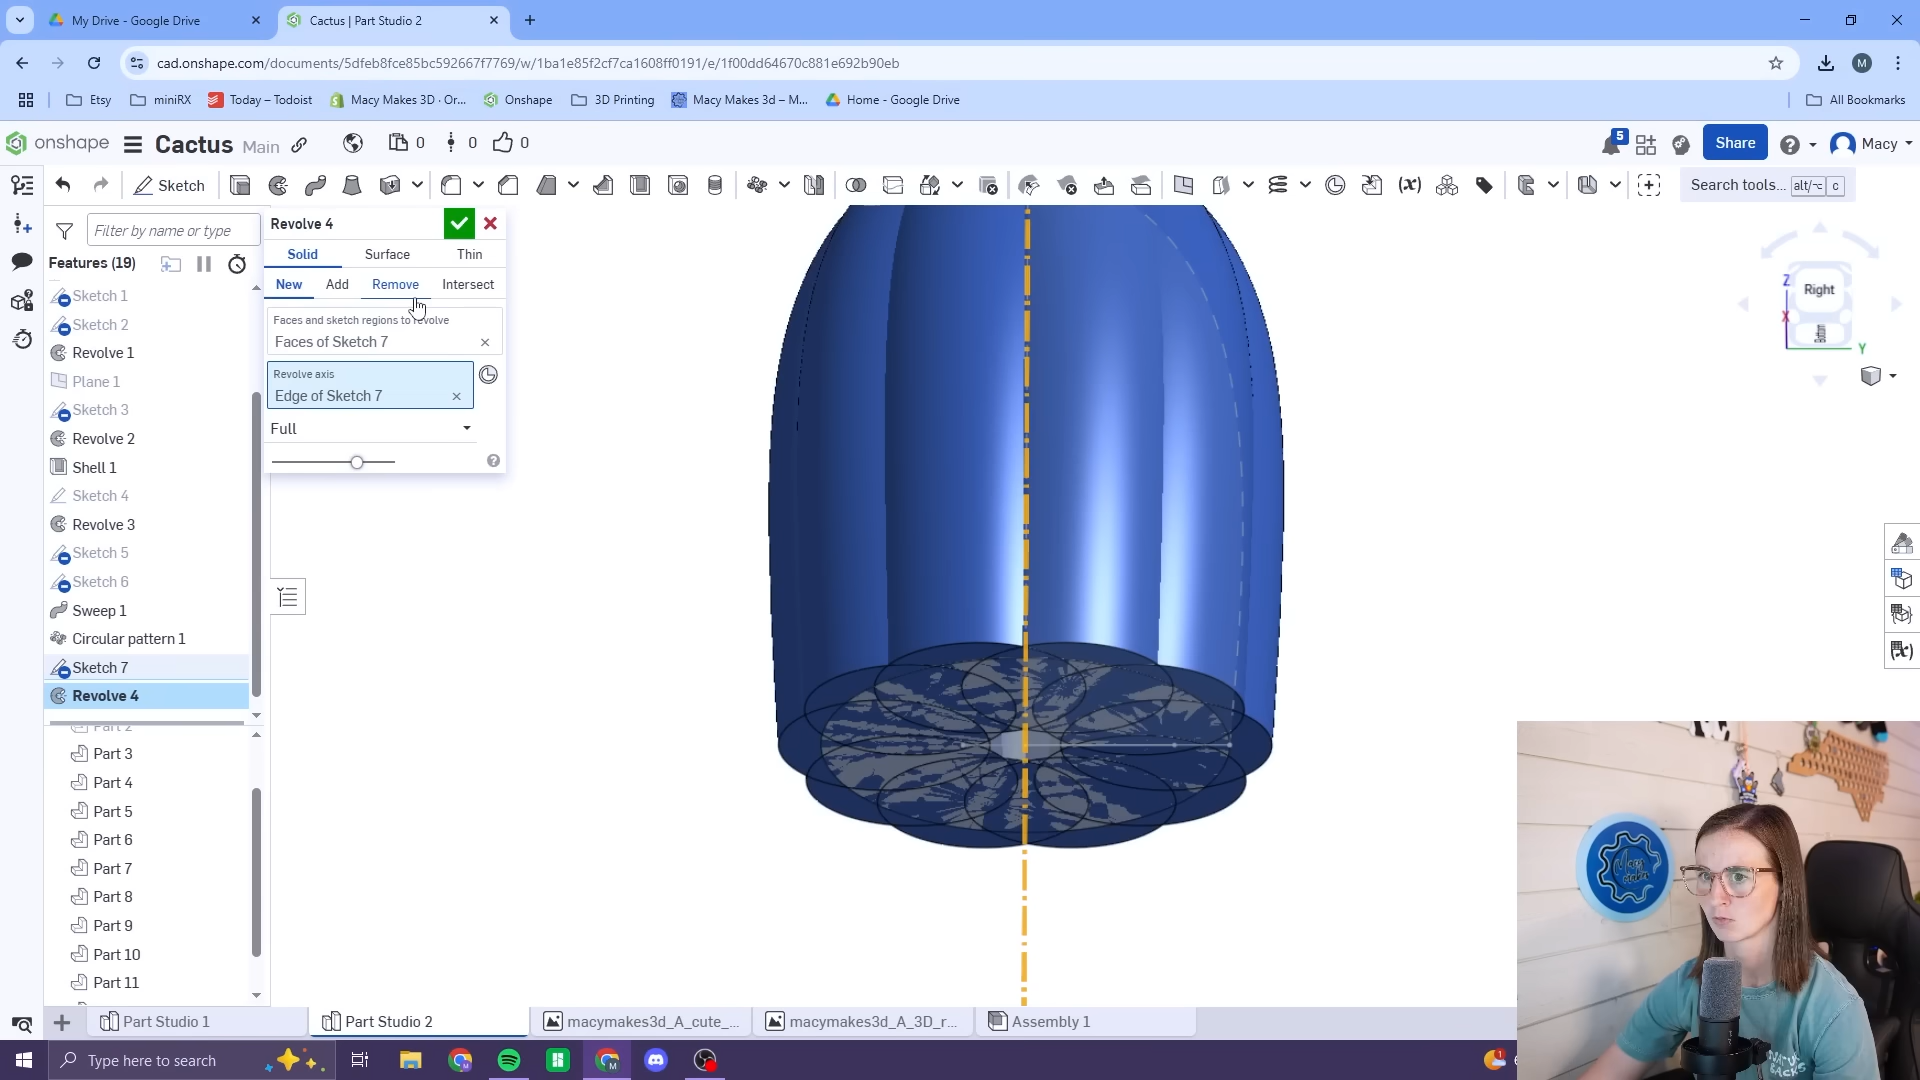 My Drive - Google Drive
Cactus | Part Studio 2
cad.onshape.com/documents/5dfeb8fce85bc592667f7769/w/1ba1e85f2cf7ca1608ff0191/e/1f00dd64670c881e692b90eb
M
Etsy
miniRX
Today – Todoist
Macy Makes 3D · Or...
Onshape
3D Printing
Macy Makes 3d – M...
Home - Google Drive
All Bookmarks
onshape
Cactus
Main
0
0
0
5
Share
Macy
Sketch
Search tools...
alt/⌥
c
Filter by name or type
Features (19)
Sketch 1
Sketch 2
Revolve 1
Plane 1
Sketch 3
Revolve 2
Shell 1
Sketch 4
Revolve 3
Sketch 5
Sketch 6
Sweep 1
Circular pattern 1
Sketch 7
Revolve 4
Part 2
Part 3
Part 4
Part 5
Part 6
Part 7
Part 8
Part 9
Part 10
Part 11
Revolve 4
Solid
Surface
Thin
New
Add
Remove
Intersect
Faces and sketch regions to revolve
Faces of Sketch 7
Revolve axis
Edge of Sketch 7
Full
Z
Right
X
Y
Part Studio 1
Part Studio 2
macymakes3d_A_cute_...
macymakes3d_A_3D_r...
Assembly 1
Type here to search
1